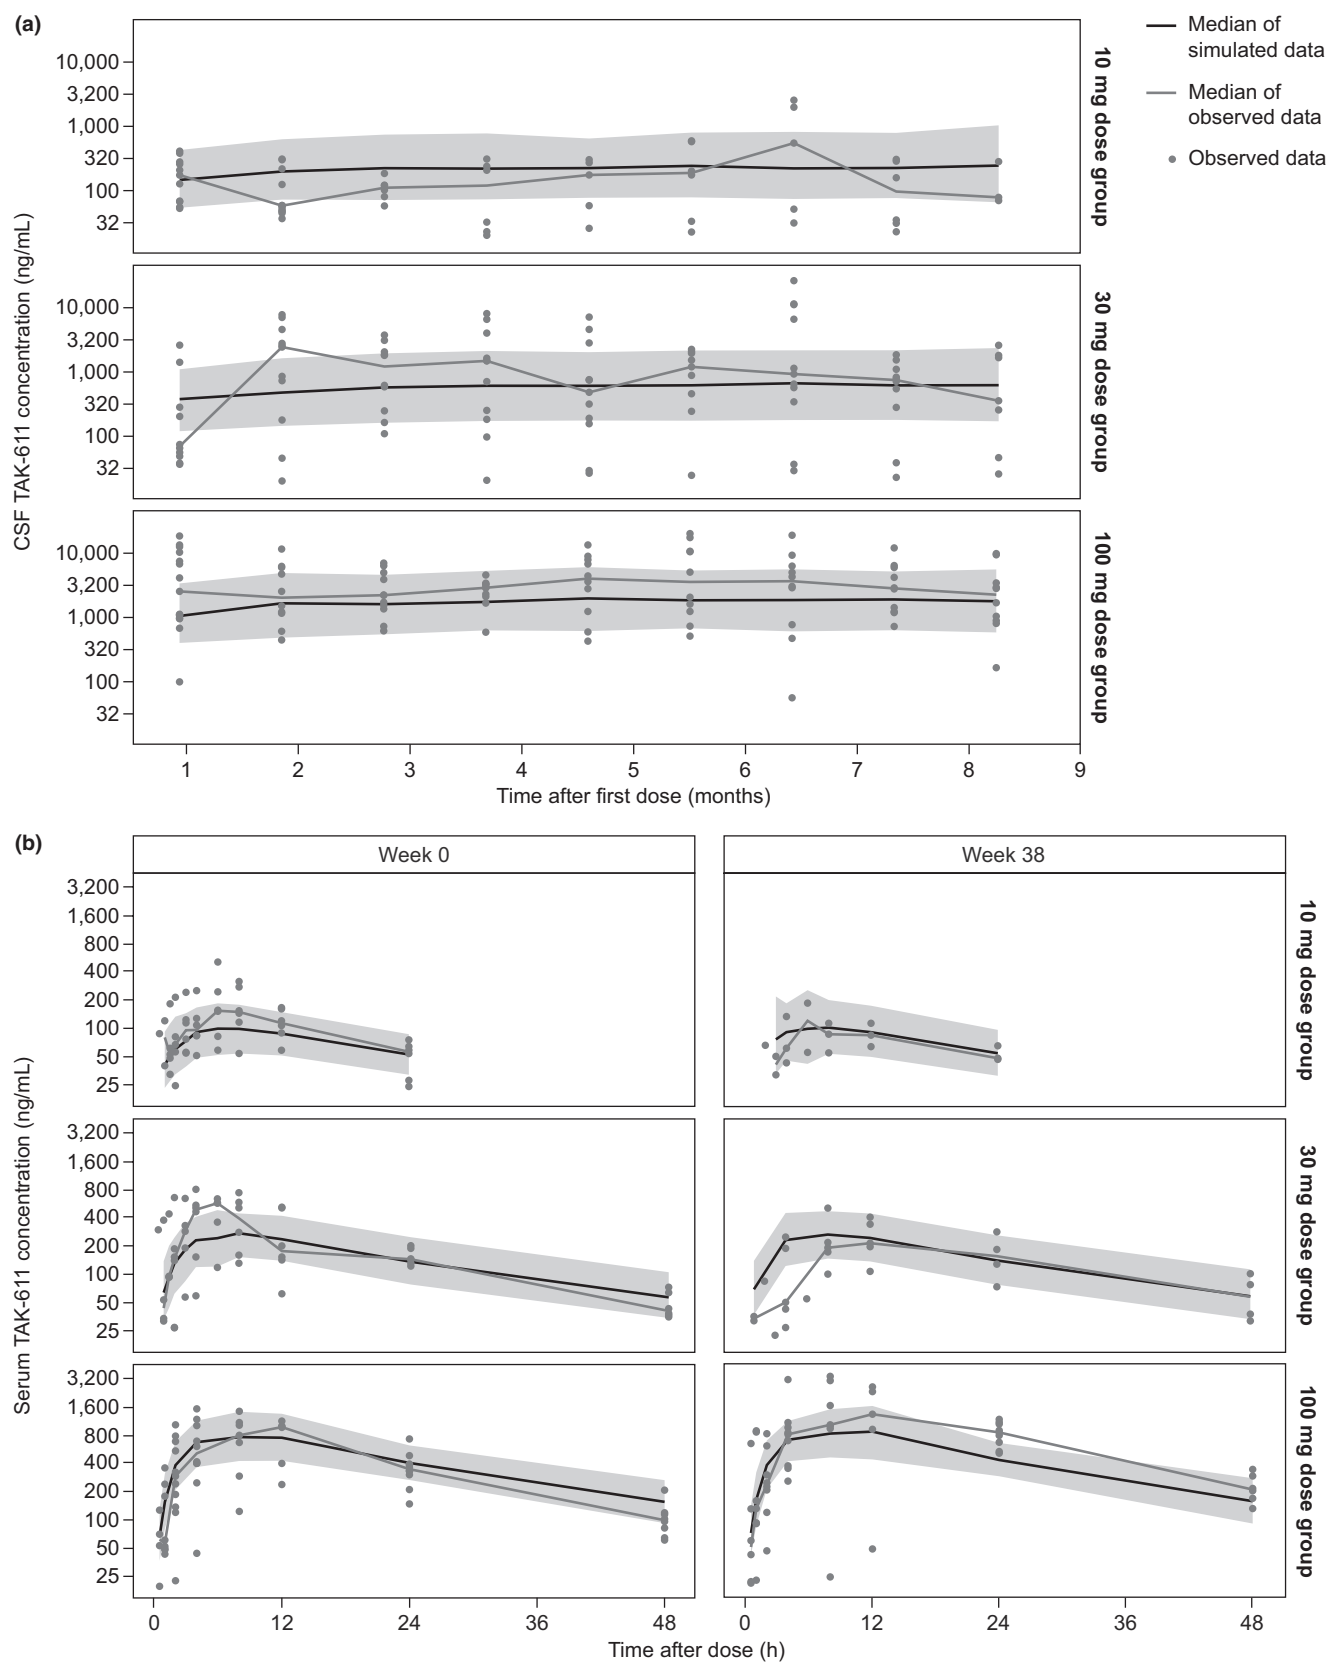 (a)
Median of
simulated data
Median of
observed data
Observed data
CSF TAK-611 concentration (ng/mL)
10,000
3,200
1,000
320
100
32
10 mg dose group
10,000
3,200
1,000
320
100
32
30 mg dose group
10,000
3,200
1,000
320
100
32
100 mg dose group
1 2 3 4 5 6 7 8 9
Time after first dose (months)
(b)
Week 0
Week 38
Serum TAK-611 concentration (ng/mL)
3,200
1,600
800
400
200
100
50
25
10 mg dose group
3,200
1,600
800
400
200
100
50
25
30 mg dose group
3,200
1,600
800
400
200
100
50
25
100 mg dose group
0 12 24 36 48 0 12 24 36 48
Time after dose (h)